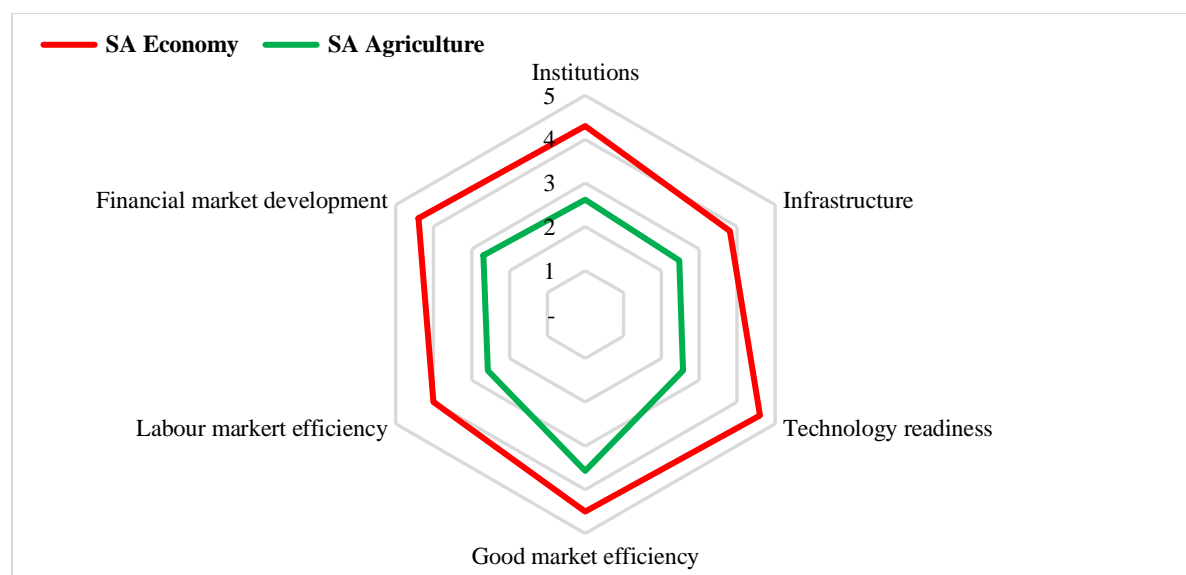 SA Economy SA Agriculture
Institutions
5
4
3
2
1
-
Financial market development
Infrastructure
Labour markert efficiency
Technology readiness
Good market efficiency